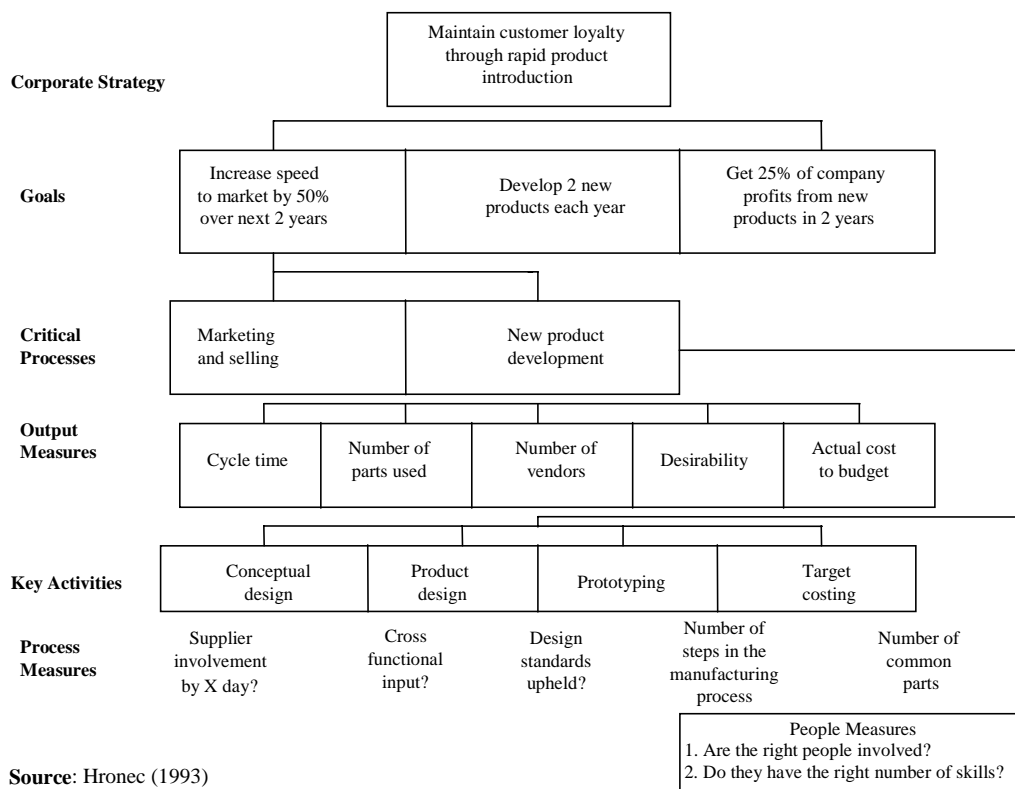 Maintain customer loyalty
through rapid product
introduction
Corporate Strategy
Goals
Increase speed
to market by 50%
over next 2 years
Develop 2 new
products each year
Get 25% of company
profits from new
products in 2 years
Critical
Processes
Marketing
and selling
New product
development
Output
Measures
Cycle time
Number of
parts used
Number of
vendors
Desirability
Actual cost
to budget
Key Activities
Conceptual
design
Product
design
Prototyping
Target
costing
Process
Measures
Supplier
involvement
by X day?
Cross
functional
input?
Design
standards
upheld?
Number of
steps in the
manufacturing
process
Number of
common
parts
People Measures
1. Are the right people involved?
2. Do they have the right number of skills?
Source: Hronec (1993)